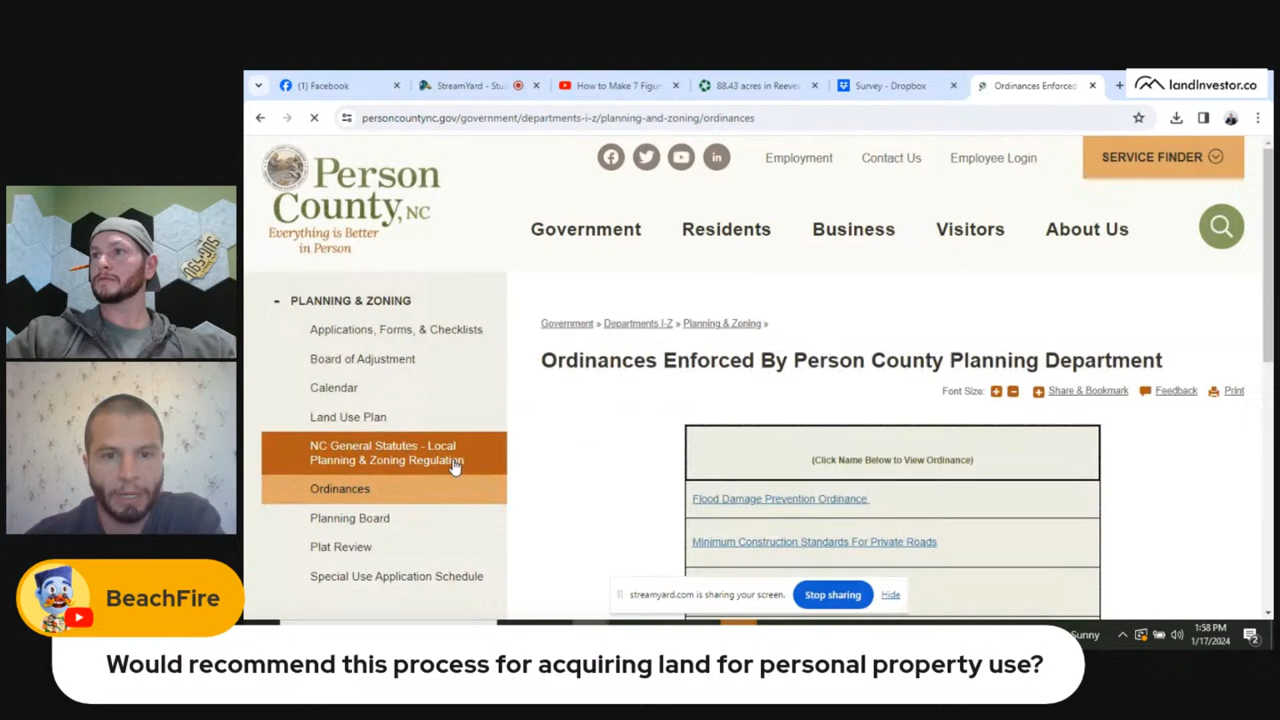 (1) Facebook
StreamYard - Stu
How to Make 7 Figur
88.43 acres in Reeve
Survey - Dropbox
Ordinances Enforced
landInvestor.co
personcountync.gov/government/departments-i-z/planning-and-zoning/ordinances
Person
County, NC
Everything is Better
in Person
Employment
Contact Us
Employee Login
SERVICE FINDER
Government
Residents
Business
Visitors
About Us
- PLANNING & ZONING
Applications, Forms, & Checklists
Board of Adjustment
Calendar
Land Use Plan
NC General Statutes - Local
Planning & Zoning Regulation
Ordinances
Planning Board
Plat Review
Special Use Application Schedule
Government » Departments I-Z » Planning & Zoning »
Ordinances Enforced By Person County Planning Department
Font Size:
Share & Bookmark
Feedback
Print
(Click Name Below to View Ordinance)
Flood Damage Prevention Ordinance
Minimum Construction Standards For Private Roads
streamyard.com is sharing your screen.
Stop sharing
Hide
Sunny
1:58 PM
1/17/2024
2
BeachFire
Would recommend this process for acquiring land for personal property use?